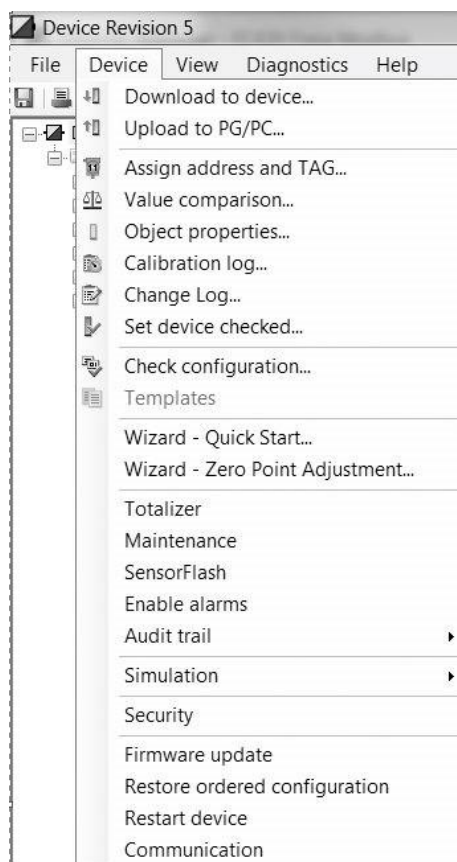 Device Revision 5
File Device View Diagnostics Help
Download to device...
Upload to PG/PC...
Assign address and TAG...
Value comparison...
Object properties...
Calibration log...
Change Log...
Set device checked...
Check configuration...
Templates
Wizard - Quick Start...
Wizard - Zero Point Adjustment...
Totalizer
Maintenance
SensorFlash
Enable alarms
Audit trail
Simulation
Security
Firmware update
Restore ordered configuration
Restart device
Communication